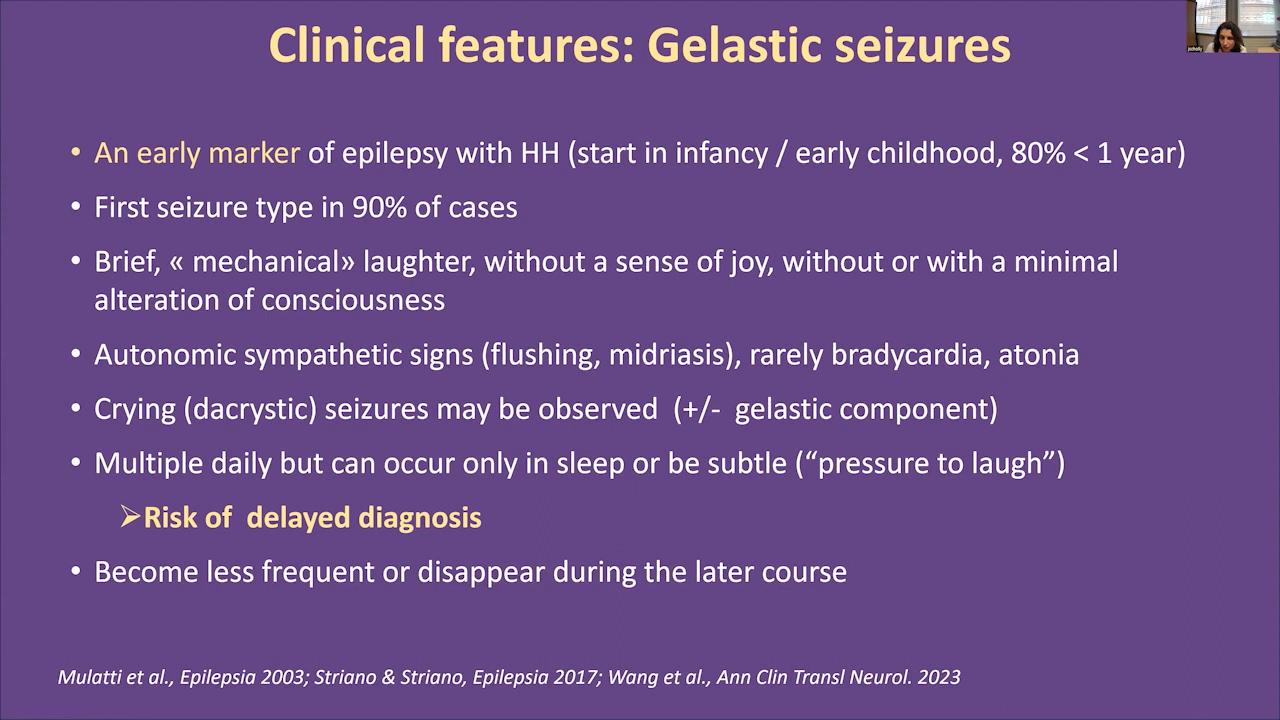 Clinical features: Gelastic seizures
• An early marker of epilepsy with HH (start in infancy / early childhood, 80% < 1 year)
• First seizure type in 90% of cases
• Brief, « mechanical» laughter, without a sense of joy, without or with a minimal
alteration of consciousness
• Autonomic sympathetic signs (flushing, midriasis), rarely bradycardia, atonia
• Crying (dacrystic) seizures may be observed (+/- gelastic component)
• Multiple daily but can occur only in sleep or be subtle (“pressure to laugh”)
➢Risk of delayed diagnosis
• Become less frequent or disappear during the later course
Mulatti et al., Epilepsia 2003; Striano & Striano, Epilepsia 2017; Wang et al., Ann Clin Transl Neurol. 2023